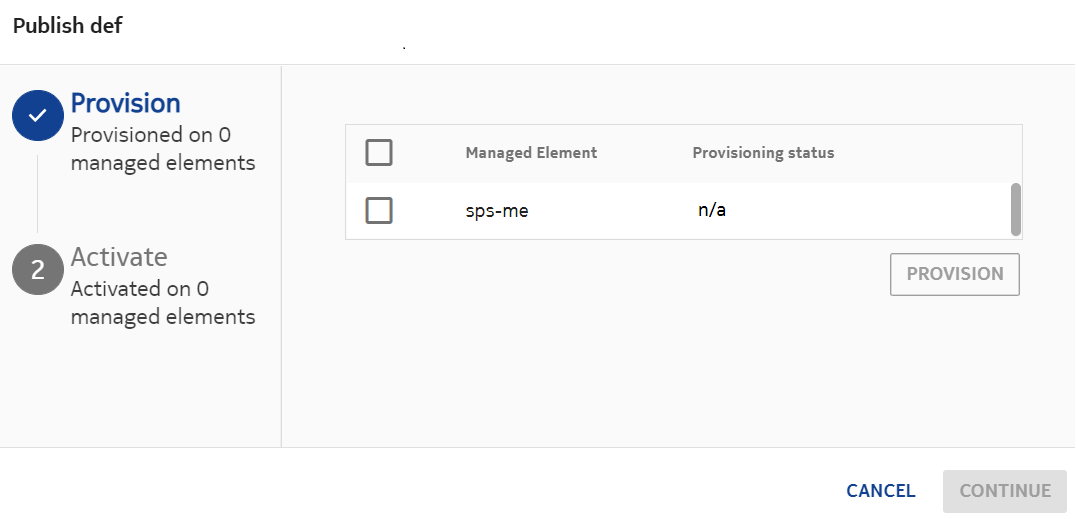 Publish def
Provision
Provisioned on 0
managed elements
2
Activate
Activated on 0
managed elements
Managed Element Provisioning status
sps-me n/a
PROVISION
CANCEL CONTINUE